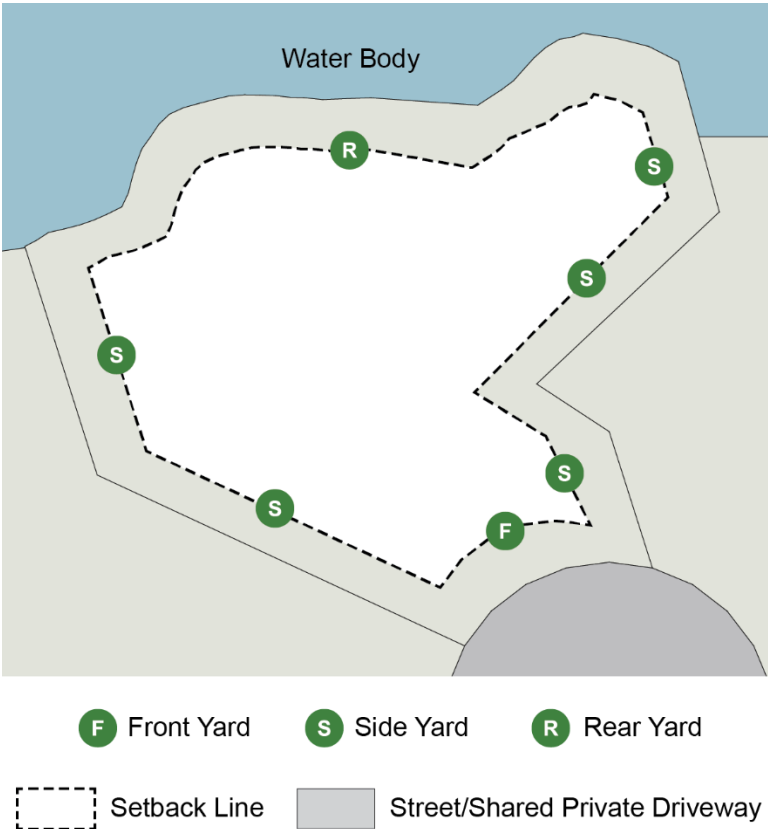 Water Body
R
S
S
S
S
S
F
F Front Yard S Side Yard R Rear Yard
Setback Line Street/Shared Private Driveway